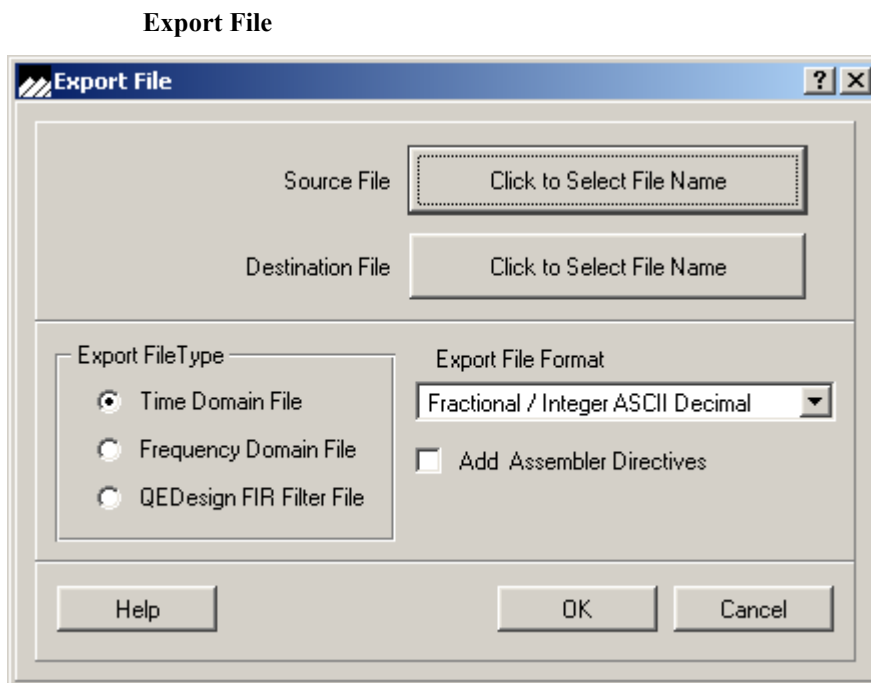 Export File
Export File
Source File Click to Select File Name
Destination File Click to Select File Name
Export FileType
Time Domain File
Frequency Domain File
QEDesign FIR Filter File
Export File Format
Fractional / Integer ASCII Decimal
Add Assembler Directives
Help OK Cancel